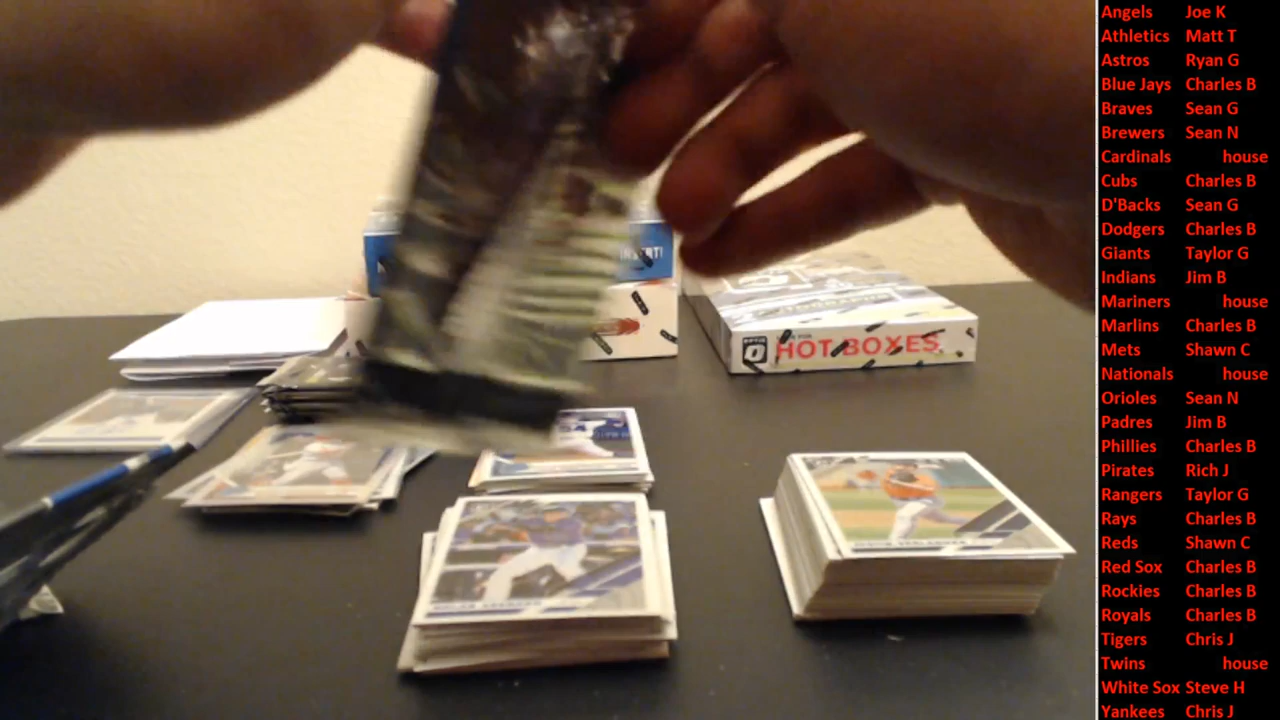 Angels Joe K
Athletics Matt T
Astros Ryan G
Blue Jays Charles B
Braves Sean G
Brewers Sean N
Cardinals house
Cubs Charles B
D'Backs Sean G
Dodgers Charles B
Giants Taylor G
Indians Jim B
Mariners house
Marlins Charles B
Mets Shawn C
Nationals house
Orioles Sean N
Padres Jim B
Phillies Charles B
Pirates Rich J
Rangers Taylor G
Rays Charles B
Reds Shawn C
Red Sox Charles B
Rockies Charles B
Royals Charles B
Tigers Chris J
Twins house
White Sox Steve H
Yankees Chris J
HOT BOXES